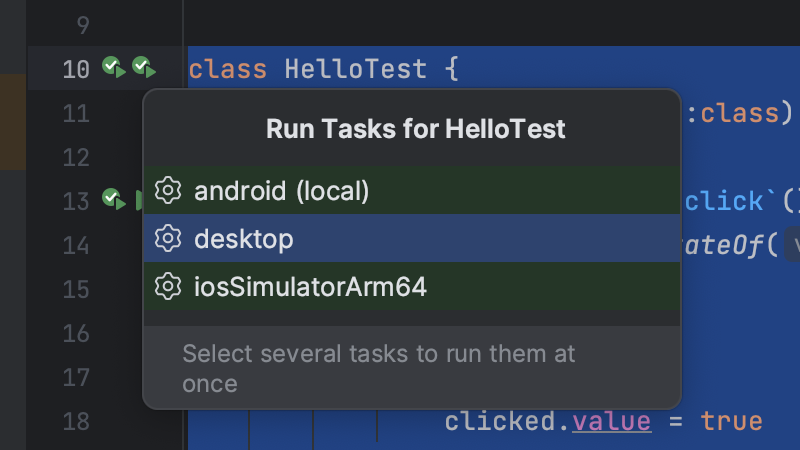 9
10 class HelloTest {
11 :class)
12
13 click`()
14 ateOf(
15
16
17
18 clicked.value = true
Run Tasks for HelloTest
android (local)
desktop
iosSimulatorArm64
Select several tasks to run them at
once